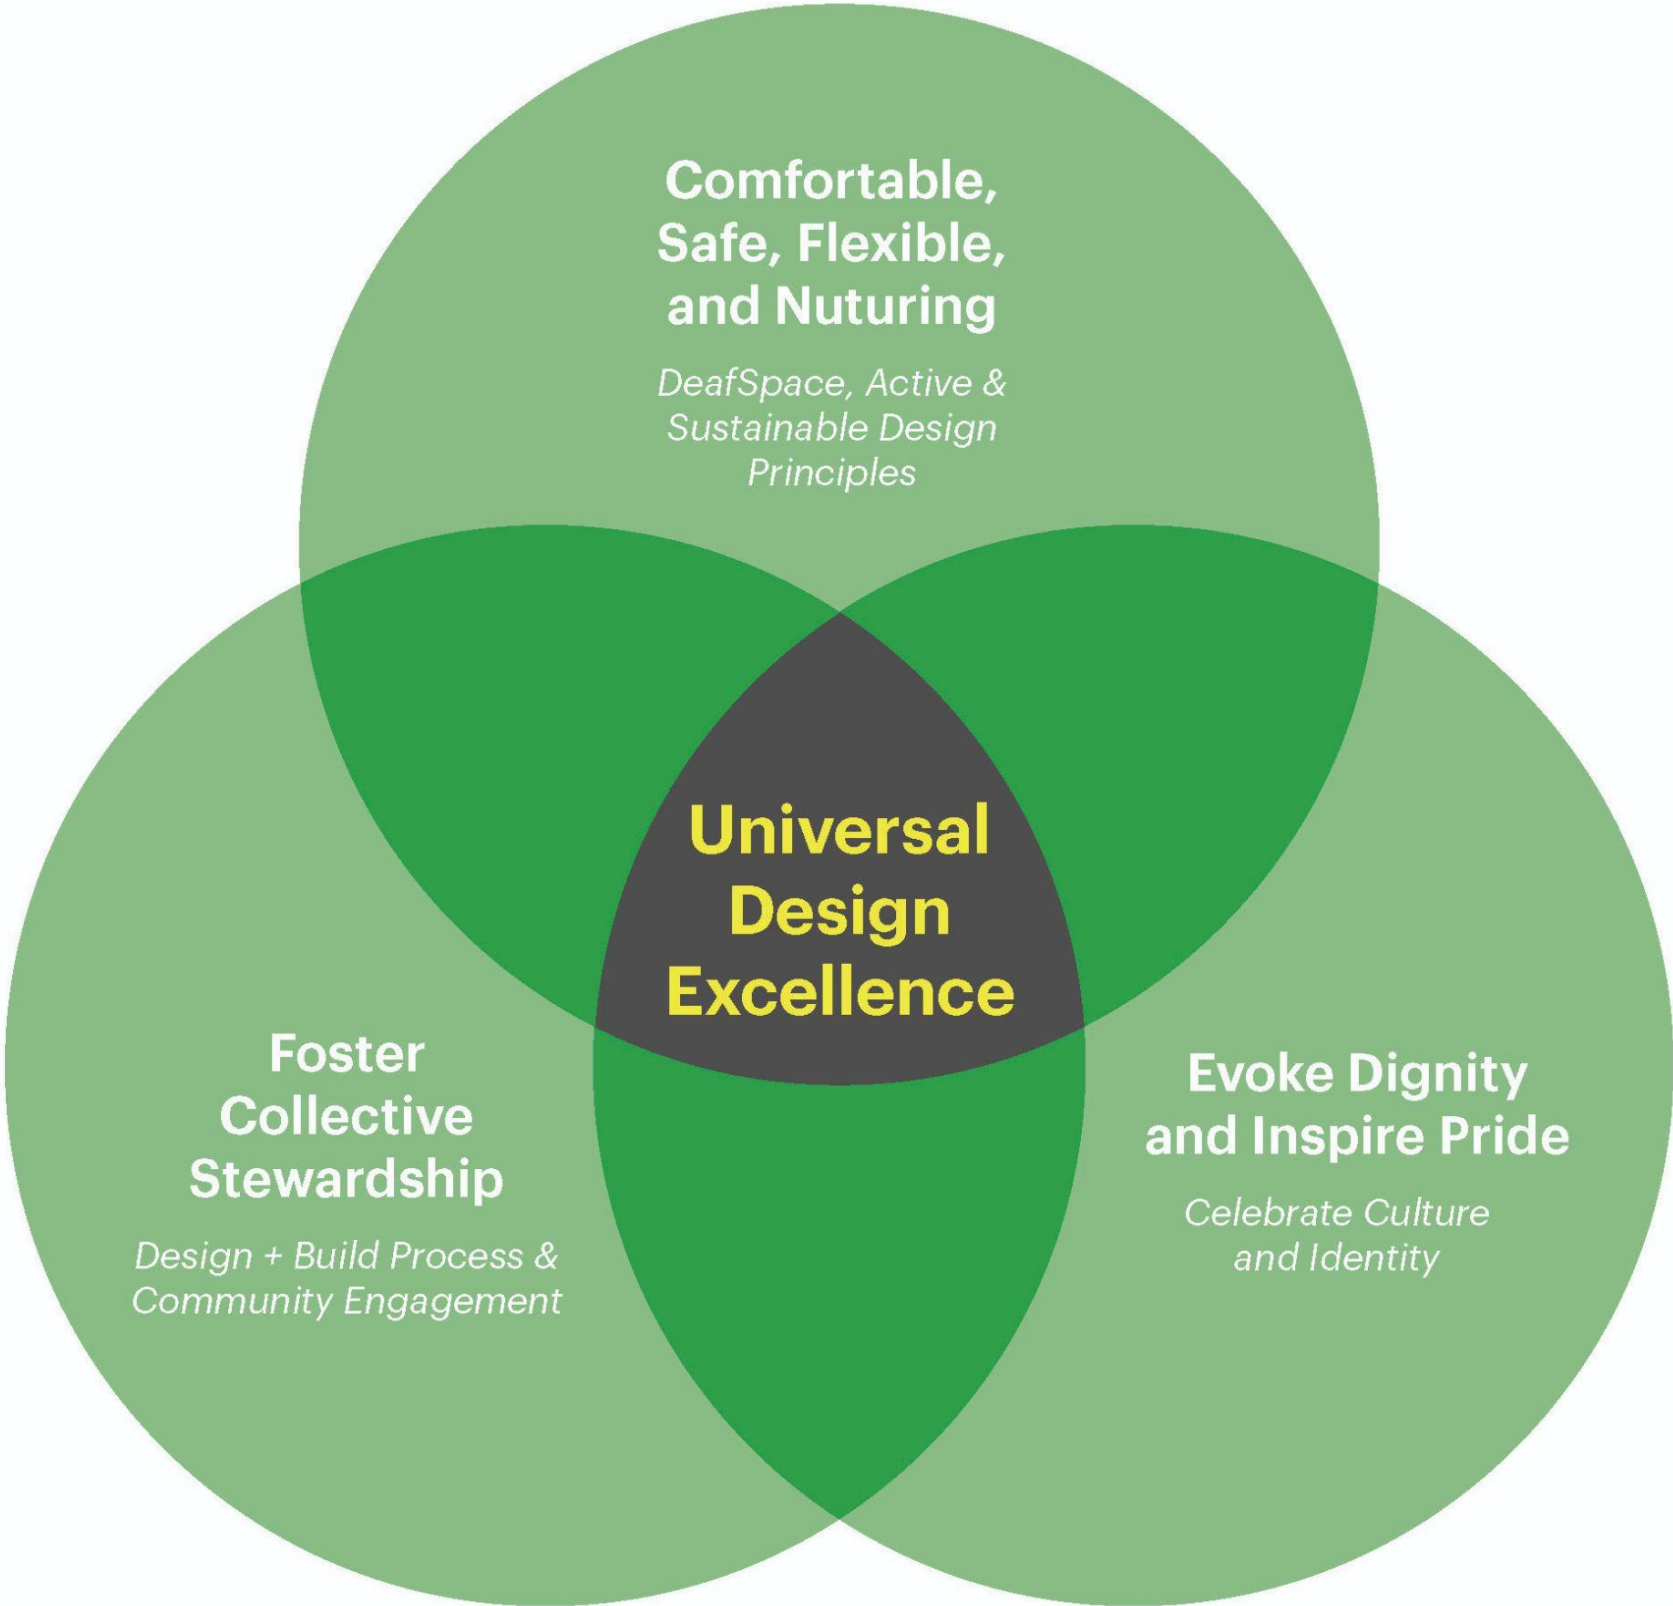 Comfortable,
Safe, Flexible,
and Nuturing
DeafSpace, Active &
Sustainable Design
Principles
Universal
Design
Excellence
Foster
Collective
Stewardship
Design + Build Process &
Community Engagement
Evoke Dignity
and Inspire Pride
Celebrate Culture
and Identity